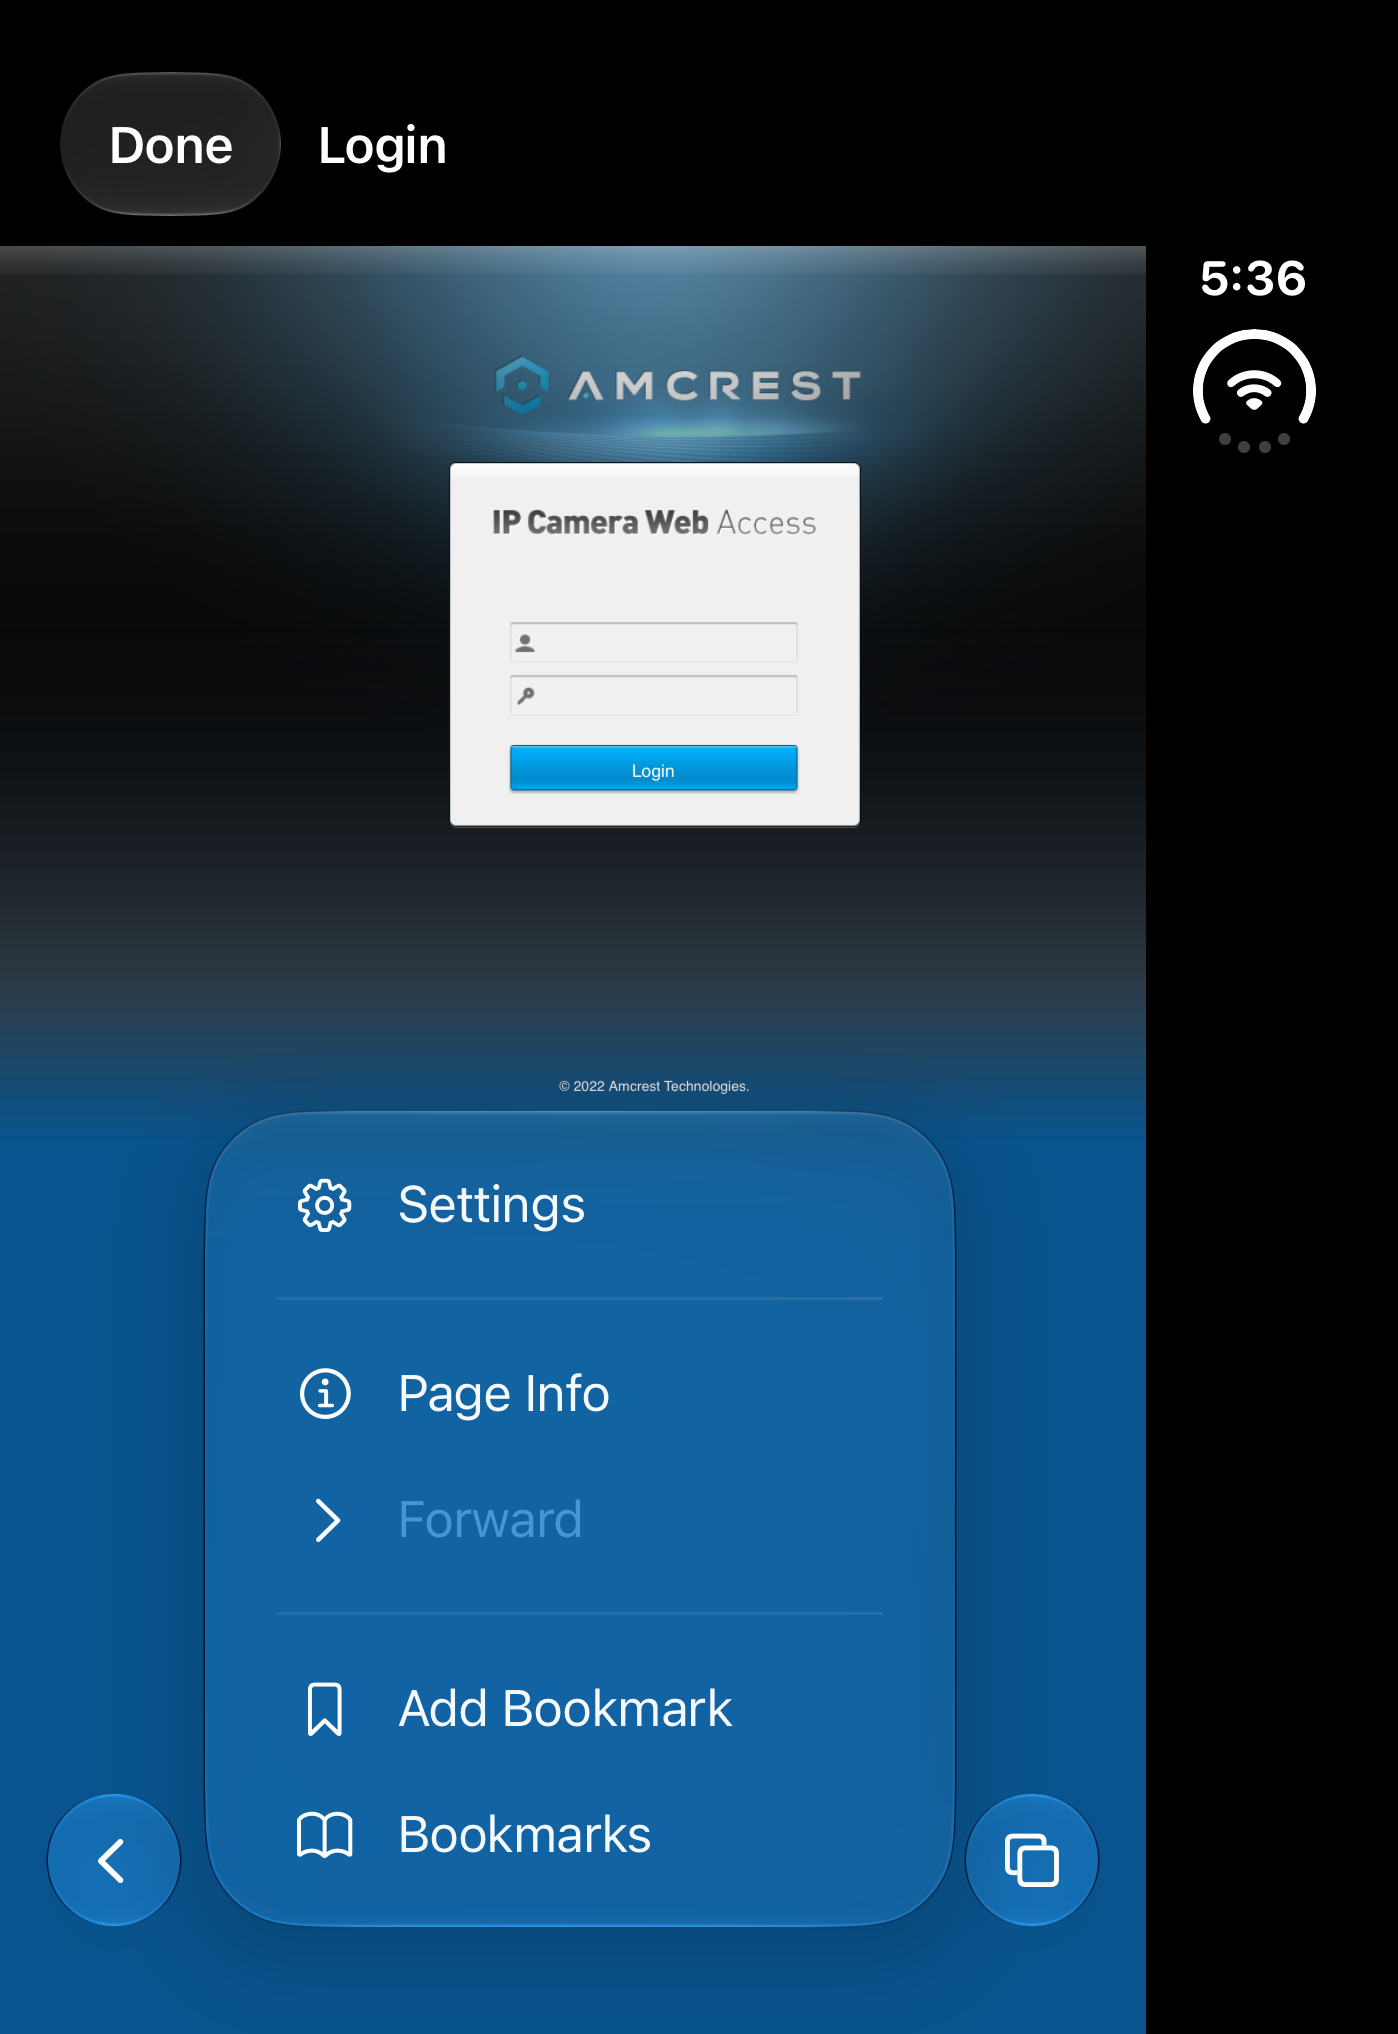 Done Login
5:36
AMCREST
IP Camera Web Access
Login
© 2022 Amcrest Technologies.
Settings
Page Info
Forward
Add Bookmark
Bookmarks